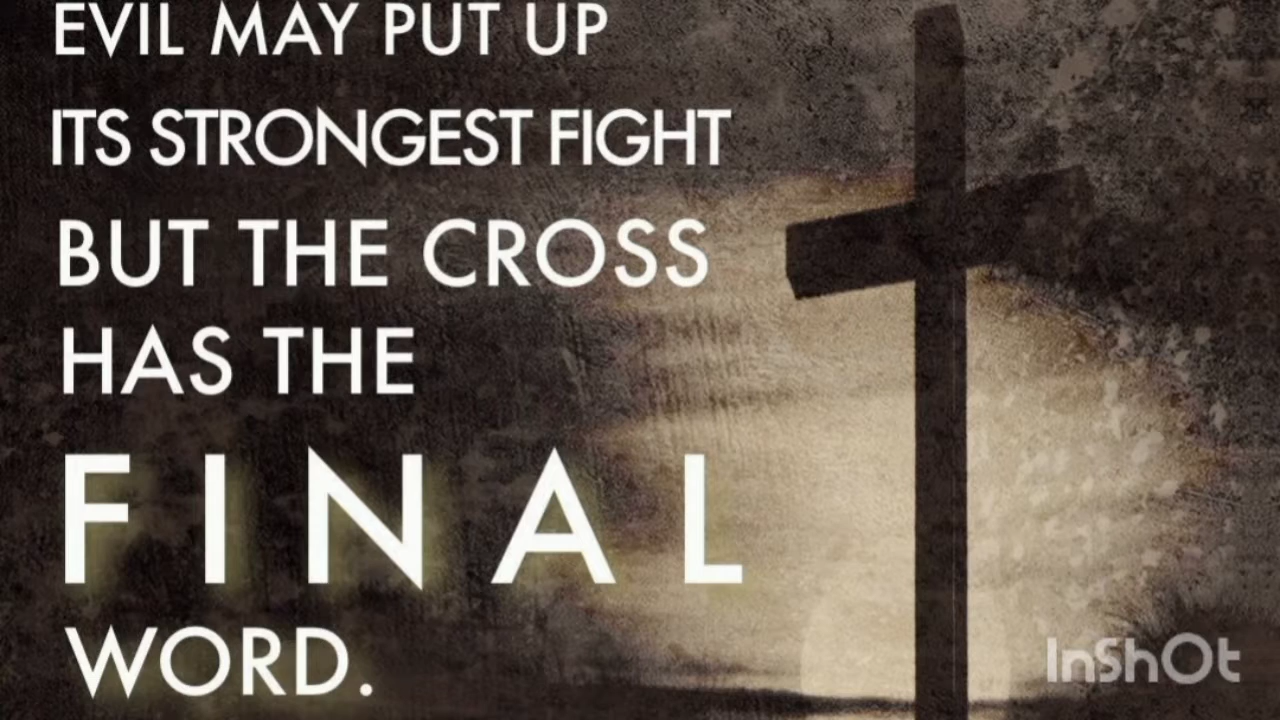 EVIL MAY PUT UP
ITS STRONGEST FIGHT
BUT THE CROSS
HAS THE
FINAL
WORD.
InShOt